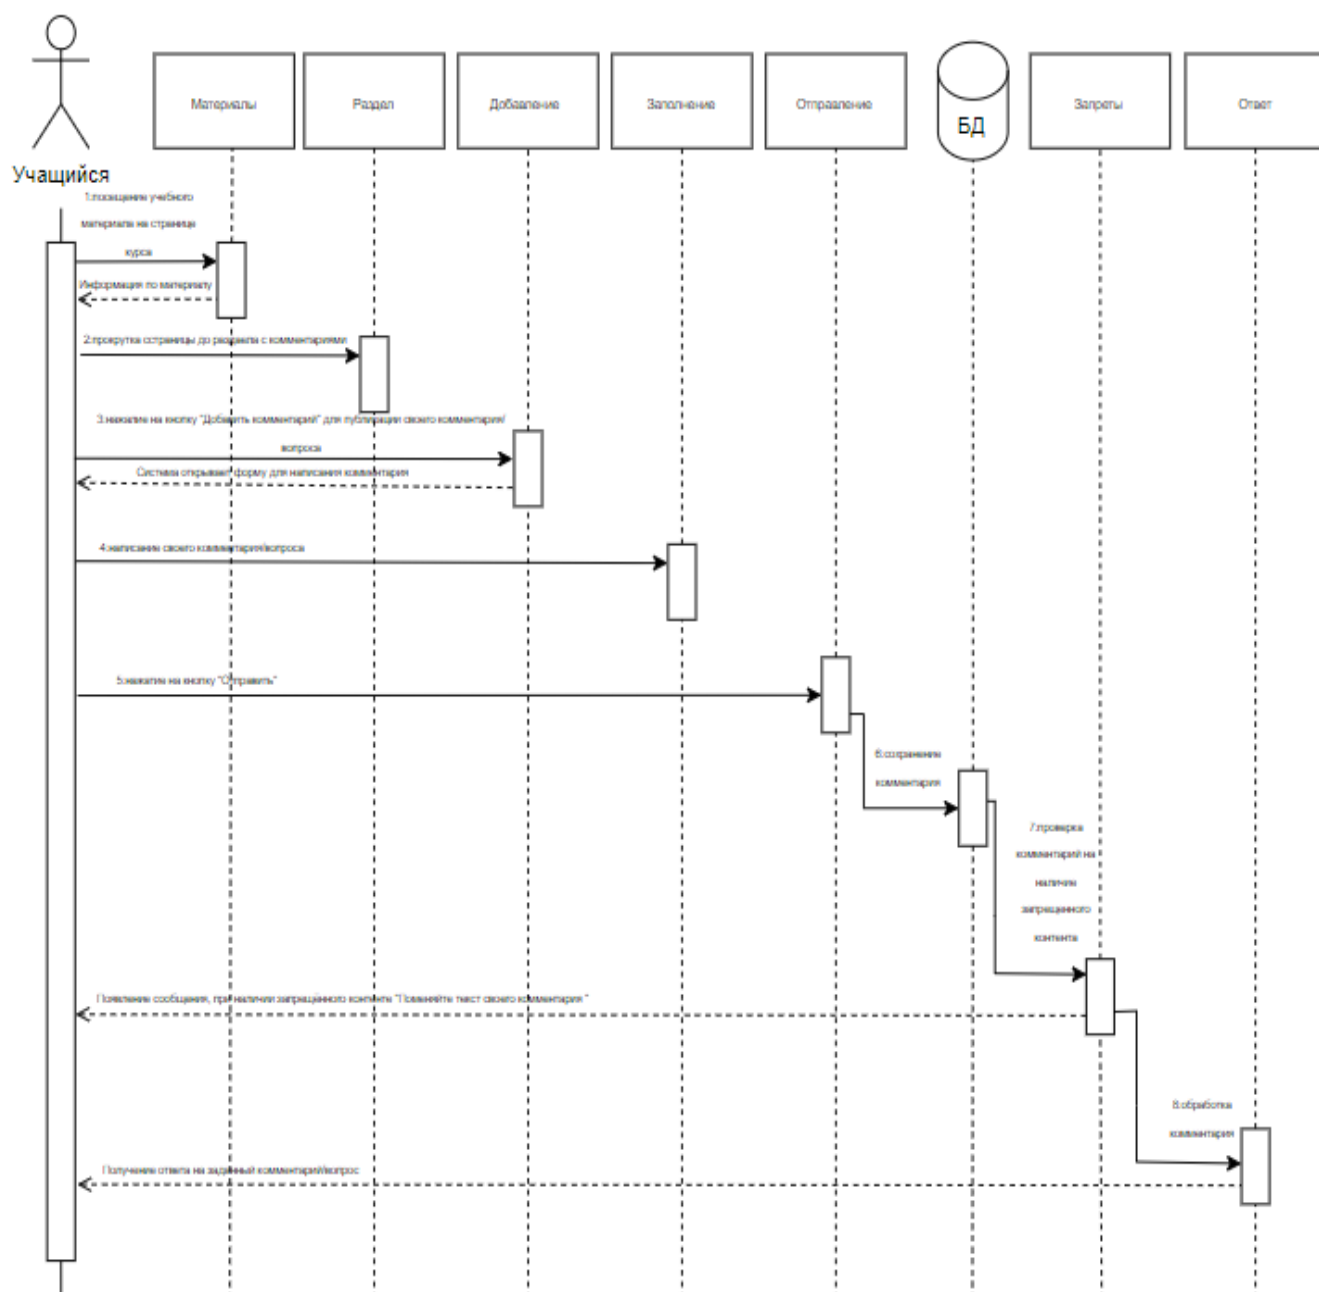 Материалы
Раздел
Добавление
Заполнение
Отправление
БД
Запреты
Ответ
Учащийся
1:посещение учебного
материала на странице
курса
Информация по материалу
2:прокрутка сстраницы до раздела с комментариями
3:нажатие на кнопку "Добавить комментарий" для публикации своего комментария/
вопроса
Система открывает форму для написания комментария
4:написание своего комментария/вопроса
5:нажатие на кнопку "Отправить"
6:сохранение
комментария
7:проверка
комментарий на
наличие
запрещенного
контента
Появление сообщения, при наличии запрещённого контента "Поменяйте текст своего комментария "
8:обработка
комментария
Получение ответа на заданный комментарий/вопрос